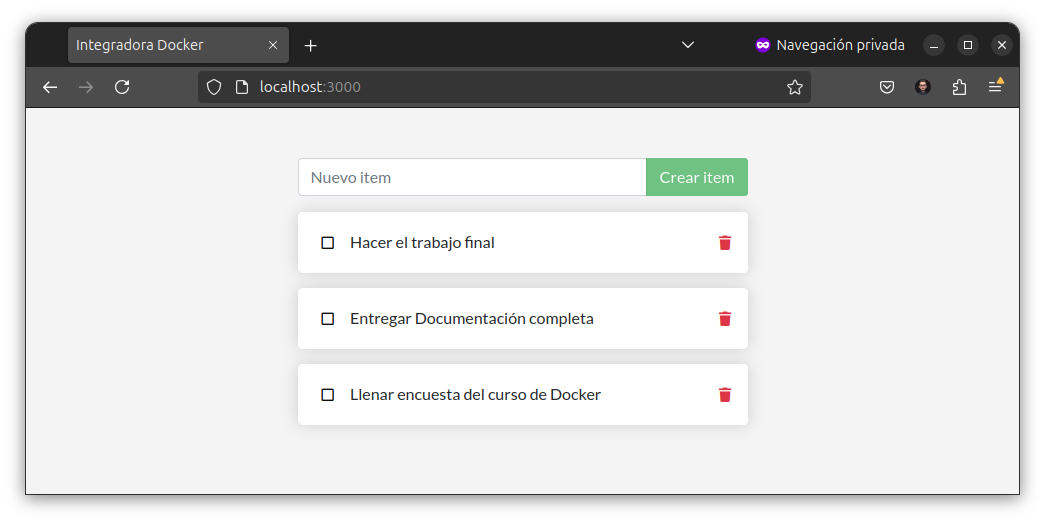 Integradora Docker
Navegación privada
localhost:3000
Nuevo item
Crear item
Hacer el trabajo final
Entregar Documentación completa
Llenar encuesta del curso de Docker